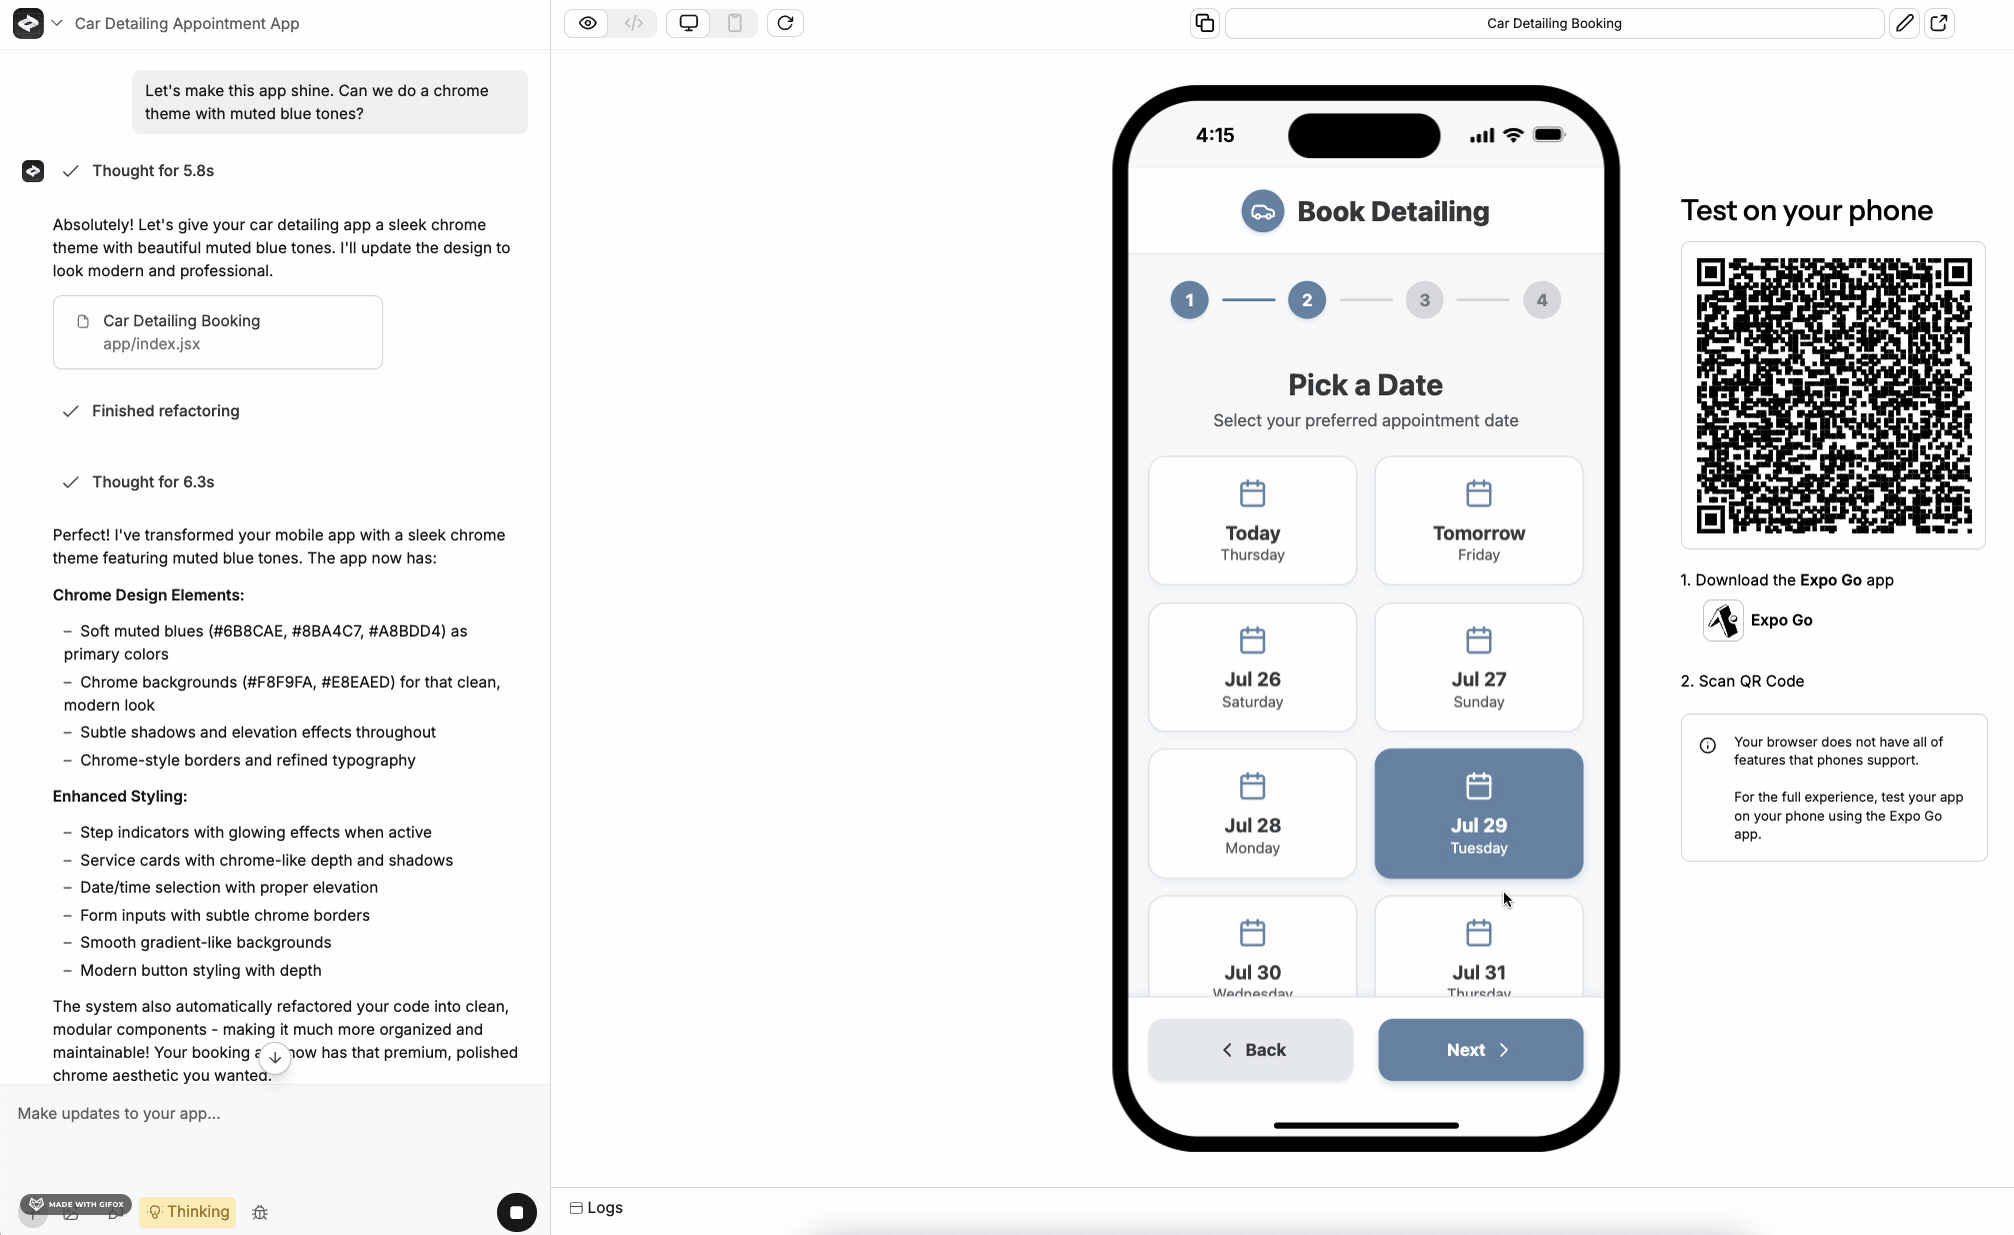 Car Detailing Appointment App
Let's make this app shine. Can we do a chrome
theme with muted blue tones?
Thought for 5.8s
Absolutely! Let's give your car detailing app a sleek chrome
theme with beautiful muted blue tones. I'll update the design to
look modern and professional.
Car Detailing Booking
app/index.jsx
Finished refactoring
Thought for 6.3s
Perfect! I've transformed your mobile app with a sleek chrome
theme featuring muted blue tones. The app now has:
Chrome Design Elements:
– Soft muted blues (#6B8CAE, #8BA4C7, #A8BDD4) as
primary colors
– Chrome backgrounds (#F8F9FA, #E8EAED) for that clean,
modern look
– Subtle shadows and elevation effects throughout
– Chrome-style borders and refined typography
Enhanced Styling:
– Step indicators with glowing effects when active
– Service cards with chrome-like depth and shadows
– Date/time selection with proper elevation
– Form inputs with subtle chrome borders
– Smooth gradient-like backgrounds
– Modern button styling with depth
The system also automatically refactored your code into clean,
modular components - making it much more organized and
maintainable! Your booking now has that premium, polished
chrome aesthetic you wanted.
Make updates to your app...
MADE WITH GIFOX
Thinking
Car Detailing Booking
4:15
Book Detailing
1 2 3 4
Pick a Date
Select your preferred appointment date
Today
Thursday
Tomorrow
Friday
Jul 26
Saturday
Jul 27
Sunday
Jul 28
Monday
Jul 29
Tuesday
Jul 30
Wednesday
Jul 31
Thursday
Back
Next
Test on your phone
1. Download the Expo Go app
Expo Go
2. Scan QR Code
Your browser does not have all of
features that phones support.
For the full experience, test your app
on your phone using the Expo Go
app.
Logs